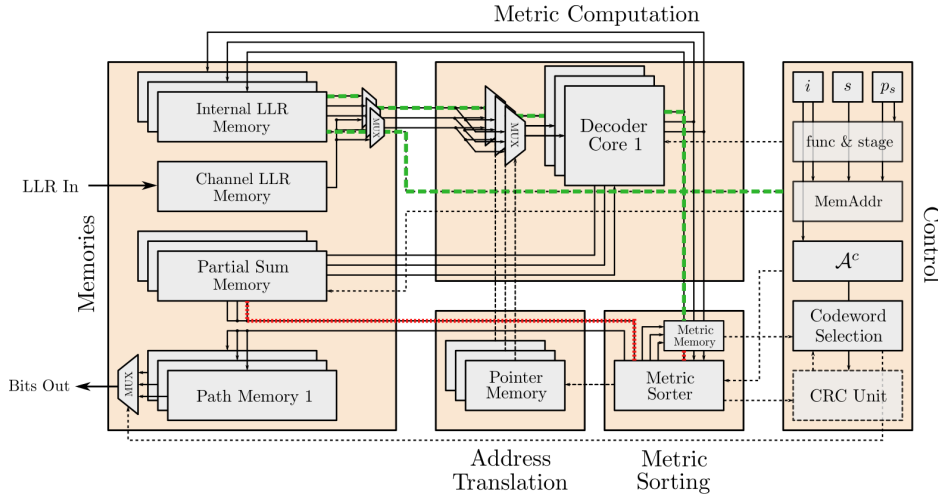 Metric Computation
Internal LLR
Memory
MUX
MUX
Decoder
Core 1
i
s
p_s
func & stage
LLR In
Channel LLR
Memory
MemAddr
Memories
Control
Partial Sum
Memory
𝒜^c
Metric
Memory
Codeword
Selection
Bits Out
MUX
Path Memory 1
Pointer
Memory
Metric
Sorter
CRC Unit
Address
Translation
Metric
Sorting